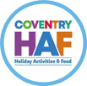 COVENTRY
HAF
Holiday Activities & Food